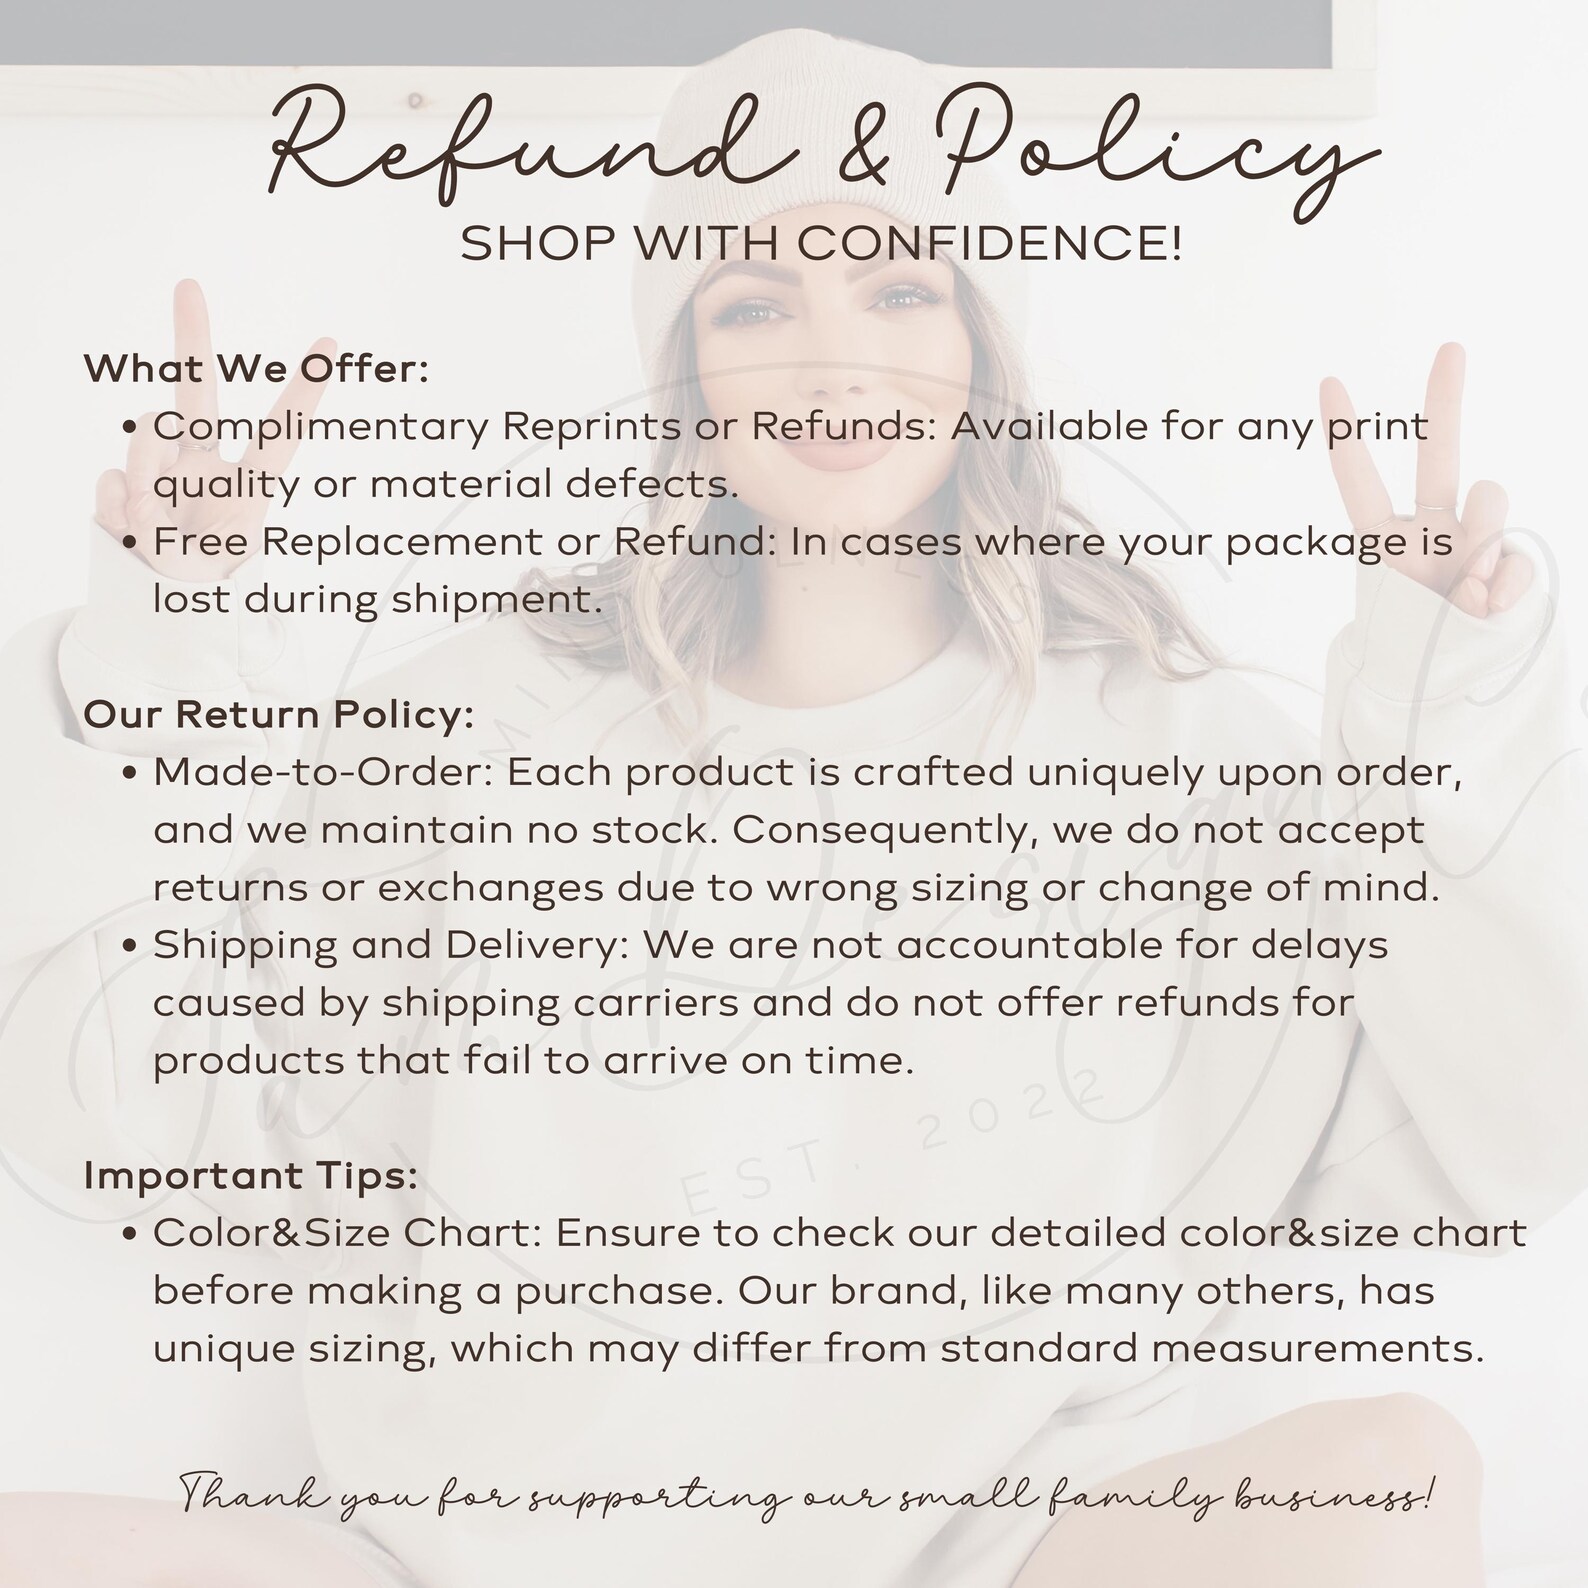 Refund & Policy
SHOP WITH CONFIDENCE!
What We Offer:
• Complimentary Reprints or Refunds: Available for any print
quality or material defects.
• Free Replacement or Refund: In cases where your package is
lost during shipment.
Our Return Policy:
• Made-to-Order: Each product is crafted uniquely upon order,
and we maintain no stock. Consequently, we do not accept
returns or exchanges due to wrong sizing or change of mind.
• Shipping and Delivery: We are not accountable for delays
caused by shipping carriers and do not offer refunds for
products that fail to arrive on time.
EST. 2022
Important Tips:
• Color&Size Chart: Ensure to check our detailed color&size chart
before making a purchase. Our brand, like many others, has
unique sizing, which may differ from standard measurements.
Thank you for supporting our small family business!